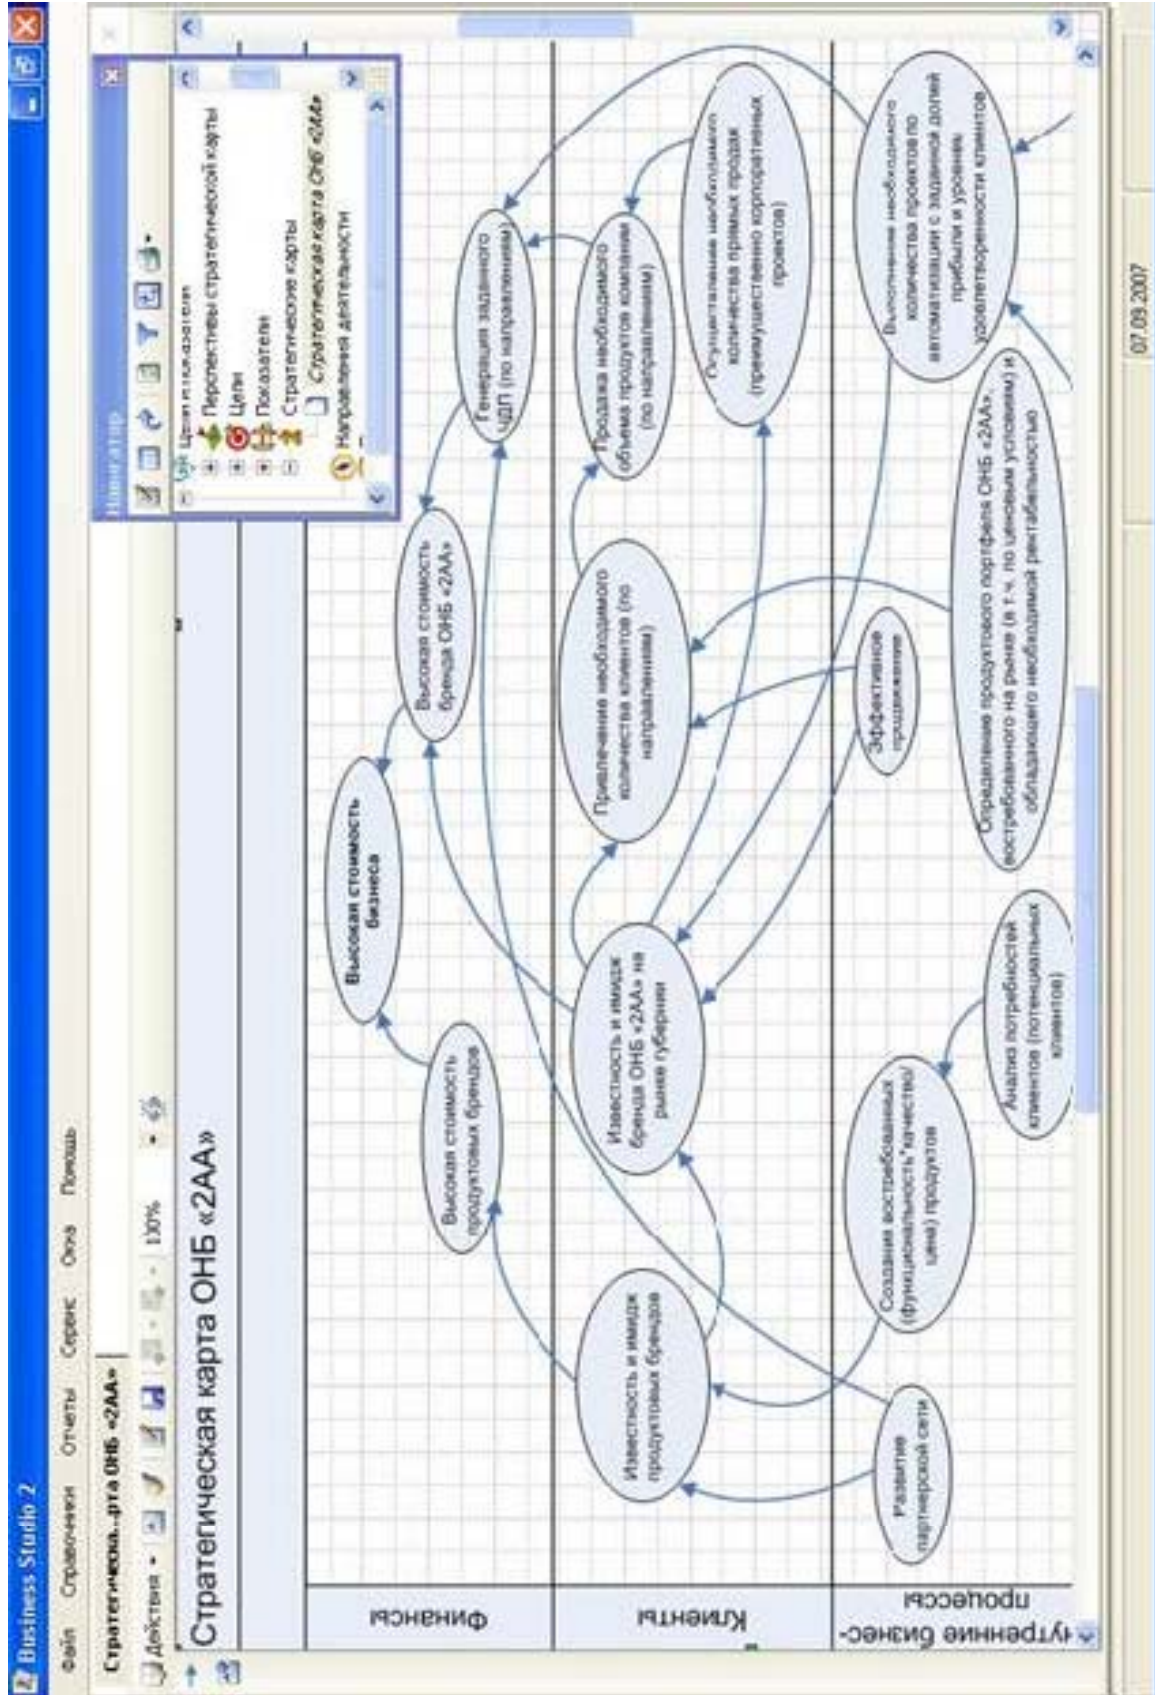 Business Studio 2
Файл Справочники Отчеты Сервис Окна Помощь
Стратегическа...рта ОНБ «2АА»
Действия
100%
Стратегическая карта ОНБ «2АА»
Навигатор
Цели и показатели
Перспективы стратегической карты
Цели
Показатели
Стратегические карты
Стратегическая карта ОНБ «2АА»
Направления деятельности
Финансы
Высокая стоимость
бизнеса
Высокая стоимость
продуктовых брендов
Высокая стоимость
бренда ОНБ «2АА»
Генерация заданного
ЧДП (по направлениям)
Клиенты
Известность и имидж
продуктовых брендов
Известность и имидж
бренда ОНБ «2АА» на
рынке губернии
Привлечение необходимого
количества клиентов (по
направлениям)
Продажа необходимого
объема продуктов компании
(по направлениям)
Осуществление необходимого
количества прямых продаж
(преимущественно корпоративных
проектов)
нутренние бизнес-
процессы
Развитие
партнерской сети
Создание востребованных
(функциональность*качество/
цена) продуктов
Анализ потребностей
клиентов (потенциальных
клиентов)
Эффективное
продвижение
Определение продуктового портфеля ОНБ «2АА»,
востребованного на рынке (в т.ч. по ценовым условиям) и
обладающего необходимой рентабельностью
Выполнение необходимого
количества проектов по
автоматизации с заданной долей
прибыли и уровнем
удовлетворенности клиентов
07.09.2007